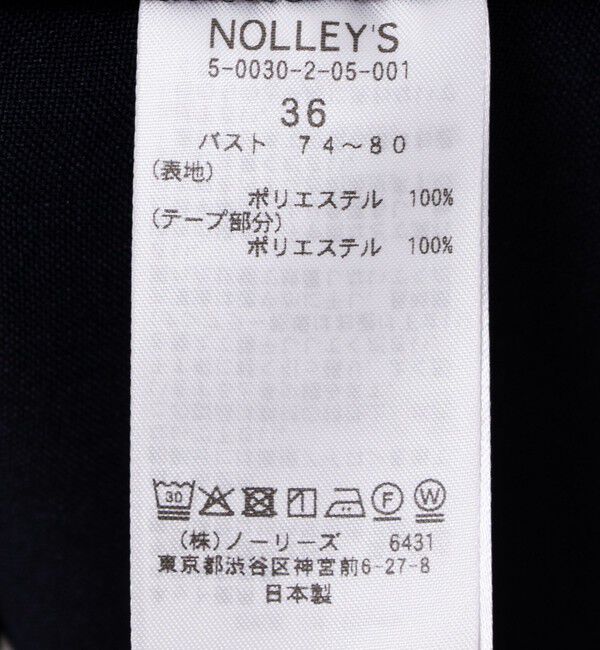 NOLLEY'S
5-0030-2-05-001
36
バスト 74～80
(表地)
ポリエステル 100%
(テープ部分)
ポリエステル 100%
30 F W
(株)ノーリーズ 6431
東京都渋谷区神宮前6-27-8
日本製